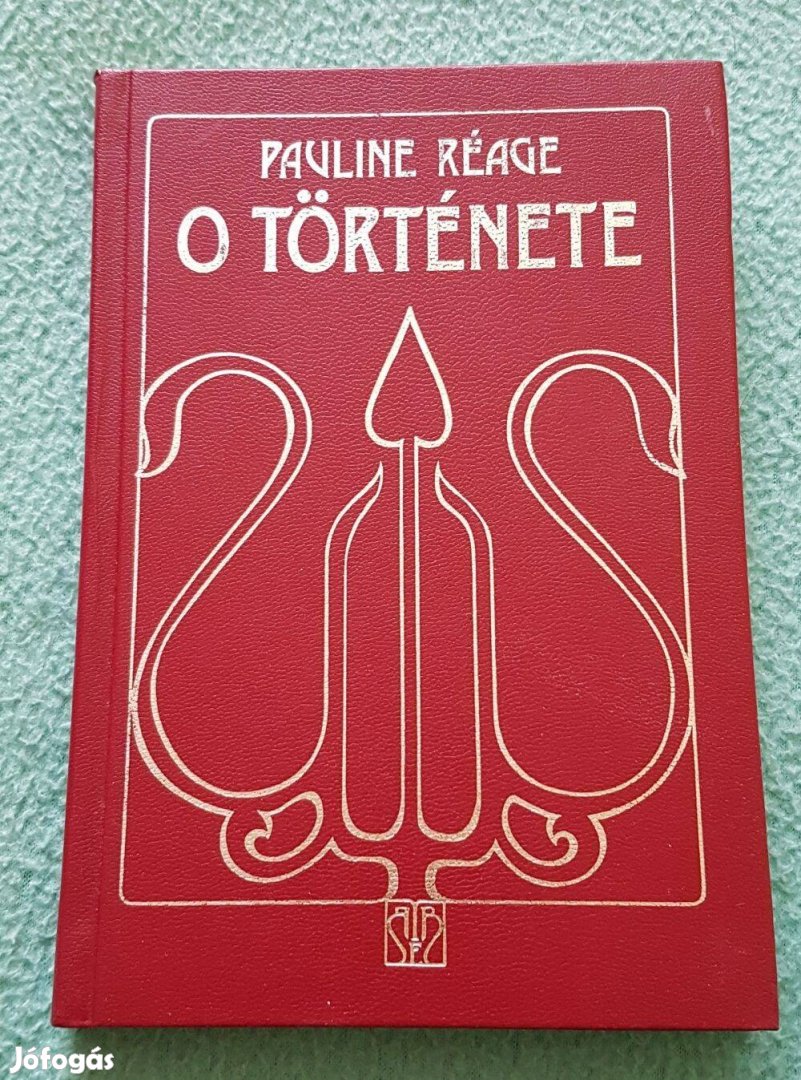 PAULINE RÉAGE
O TÖRTÉNETE
Jófogás